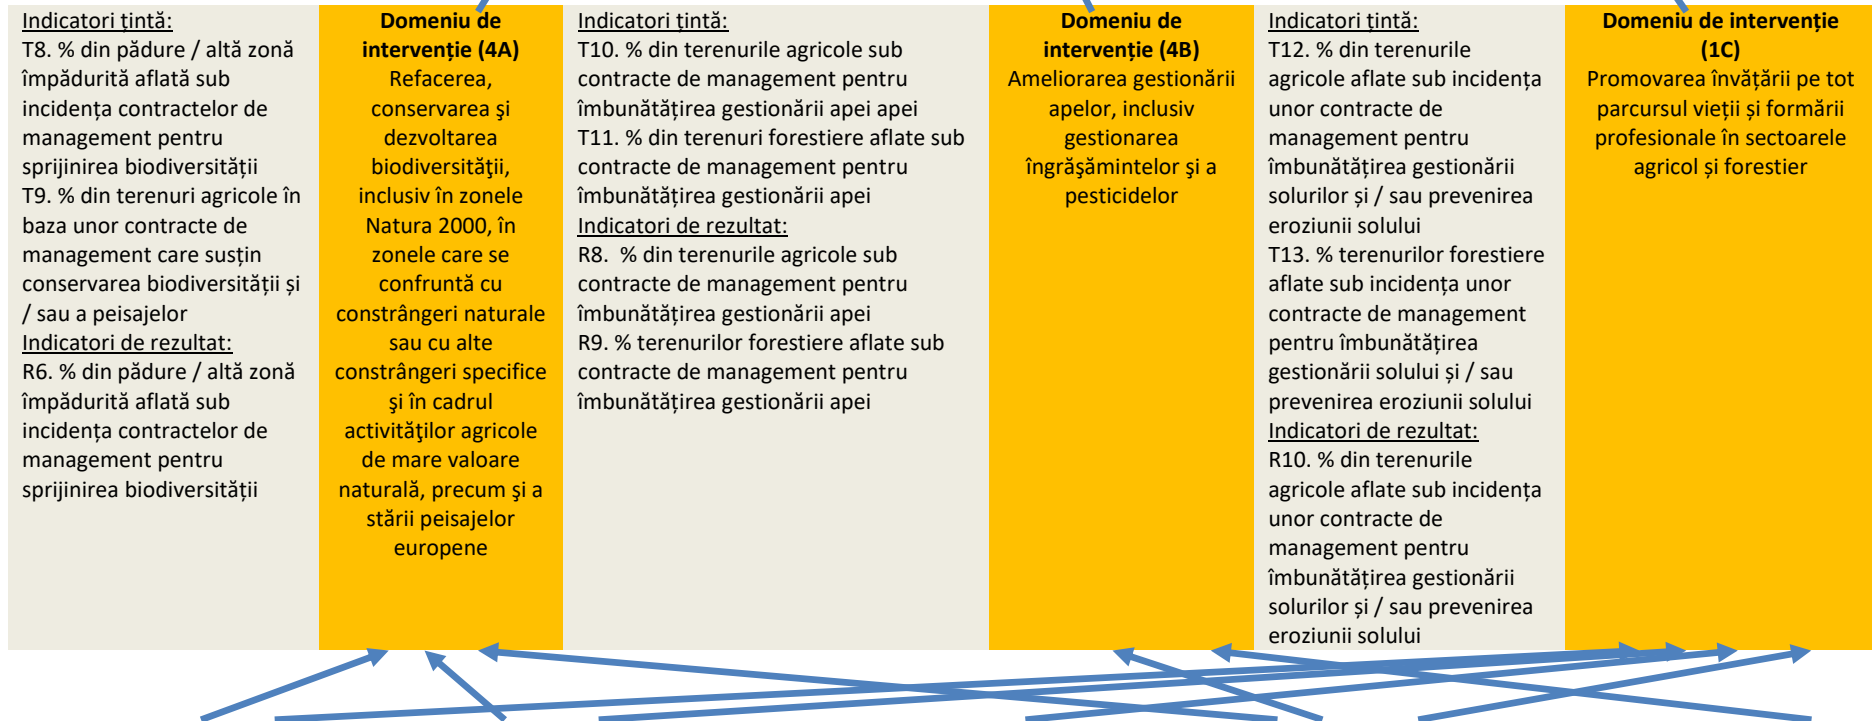 Indicatori țintă:
T8. % din pădure / altă zonă
împădurită aflată sub
incidența contractelor de
management pentru
sprijinirea biodiversității
T9. % din terenuri agricole în
baza unor contracte de
management care susțin
conservarea biodiversității și
/ sau a peisajelor
Indicatori de rezultat:
R6. % din pădure / altă zonă
împădurită aflată sub
incidența contractelor de
management pentru
sprijinirea biodiversității
Domeniu de
intervenție (4A)
Refacerea,
conservarea şi
dezvoltarea
biodiversităţii,
inclusiv în zonele
Natura 2000, în
zonele care se
confruntă cu
constrângeri naturale
sau cu alte
constrângeri specifice
şi în cadrul
activităţilor agricole
de mare valoare
naturală, precum şi a
stării peisajelor
europene
Indicatori țintă:
T10. % din terenurile agricole sub
contracte de management pentru
îmbunătățirea gestionării apei apei
T11. % din terenuri forestiere aflate sub
contracte de management pentru
îmbunătățirea gestionării apei
Indicatori de rezultat:
R8.  % din terenurile agricole sub
contracte de management pentru
îmbunătățirea gestionării apei
R9. % terenurilor forestiere aflate sub
contracte de management pentru
îmbunătățirea gestionării apei
Domeniu de
intervenție (4B)
Ameliorarea gestionării
apelor, inclusiv
gestionarea
îngrăşămintelor şi a
pesticidelor
Indicatori țintă:
T12. % din terenurile
agricole aflate sub incidența
unor contracte de
management pentru
îmbunătățirea gestionării
solurilor și / sau prevenirea
eroziunii solului
T13. % terenurilor forestiere
aflate sub incidența unor
contracte de management
pentru îmbunătățirea
gestionării solului și / sau
prevenirea eroziunii solului
Indicatori de rezultat:
R10. % din terenurile
agricole aflate sub incidența
unor contracte de
management pentru
îmbunătățirea gestionării
solurilor și / sau prevenirea
eroziunii solului
Domeniu de intervenție
(1C)
Promovarea învățării pe tot
parcursul vieții și formării
profesionale în sectoarele
agricol și forestier